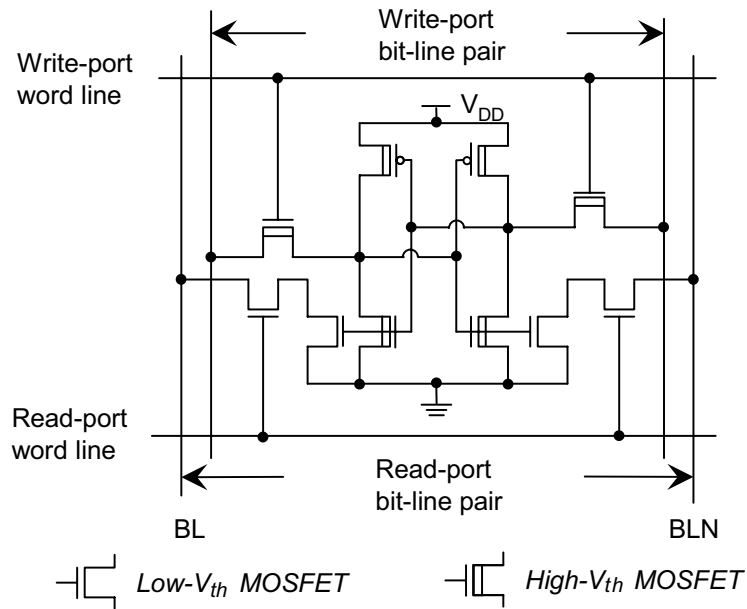 Write-port
bit-line pair
Write-port
word line
V_DD
Read-port
word line
Read-port
bit-line pair
BL
BLN
Low-V_th MOSFET
High-V_th MOSFET